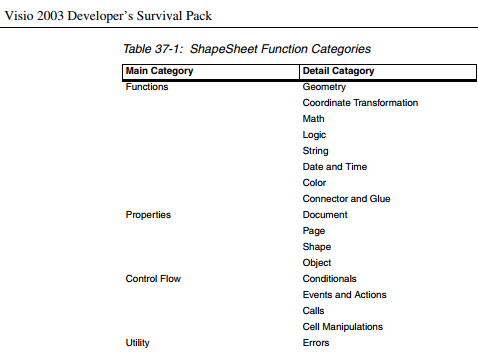 Visio 2003 Developer's Survival Pack
Table 37-1: ShapeSheet Function Categories
Main Category Detail Catagory
Functions Geometry
Coordinate Transformation
Math
Logic
String
Date and Time
Color
Connector and Glue
Properties Document
Page
Shape
Object
Control Flow Conditionals
Events and Actions
Calls
Cell Manipulations
Utility Errors